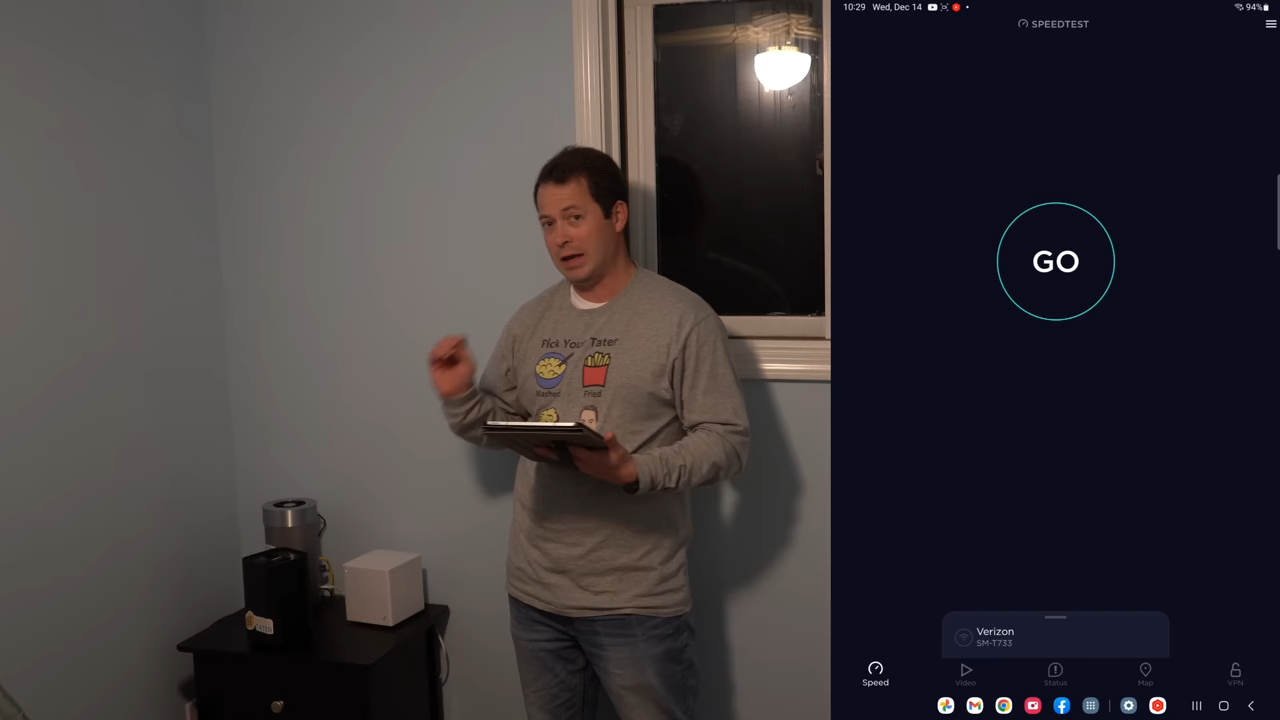 10:29 Wed, Dec 14
94%
SPEEDTEST
GO
Pick Your Tater
Mashed Fried
Verizon
SM-T733
Speed Video Status Map VPN